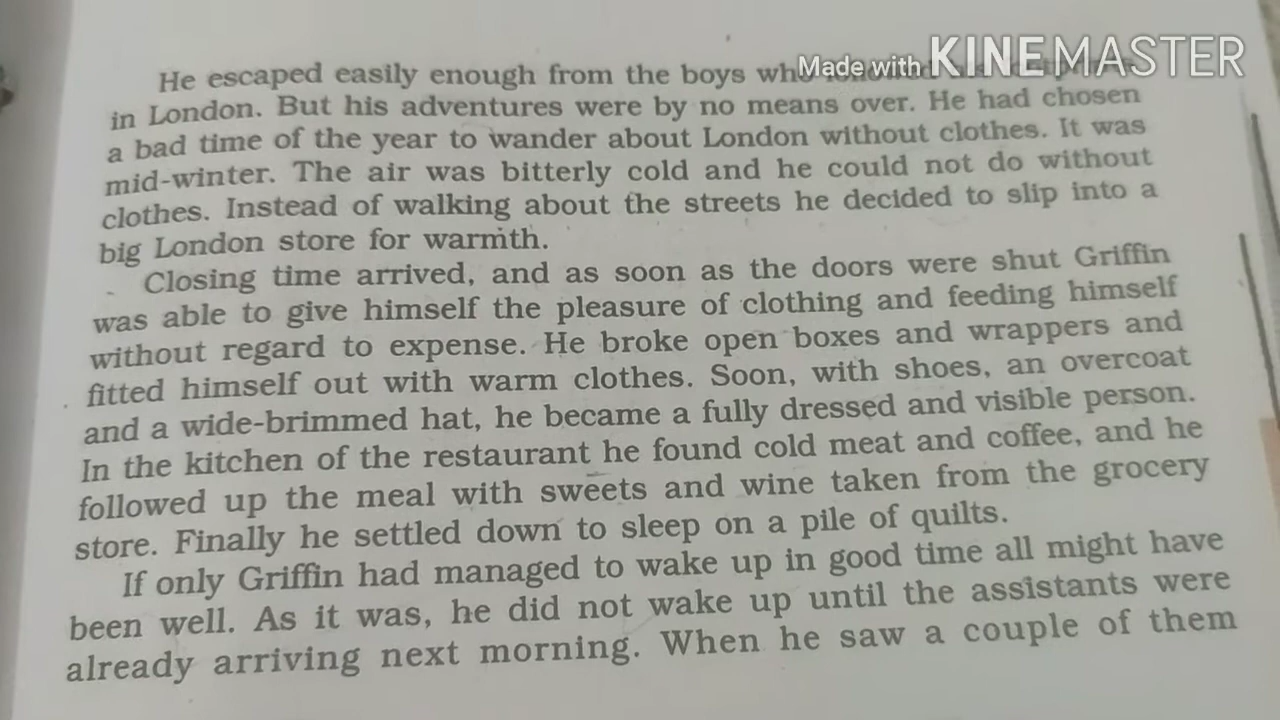 Made with KINEMASTER
He escaped easily enough from the boys who
in London. But his adventures were by no means over. He had chosen
a bad time of the year to wander about London without clothes. It was
mid-winter. The air was bitterly cold and he could not do without
clothes. Instead of walking about the streets he decided to slip into a
big London store for warmth.
Closing time arrived, and as soon as the doors were shut Griffin
was able to give himself the pleasure of clothing and feeding himself
without regard to expense. He broke open boxes and wrappers and
fitted himself out with warm clothes. Soon, with shoes, an overcoat
and a wide-brimmed hat, he became a fully dressed and visible person.
In the kitchen of the restaurant he found cold meat and coffee, and he
followed up the meal with sweets and wine taken from the grocery
store. Finally he settled down to sleep on a pile of quilts.
If only Griffin had managed to wake up in good time all might have
been well. As it was, he did not wake up until the assistants were
already arriving next morning. When he saw a couple of them